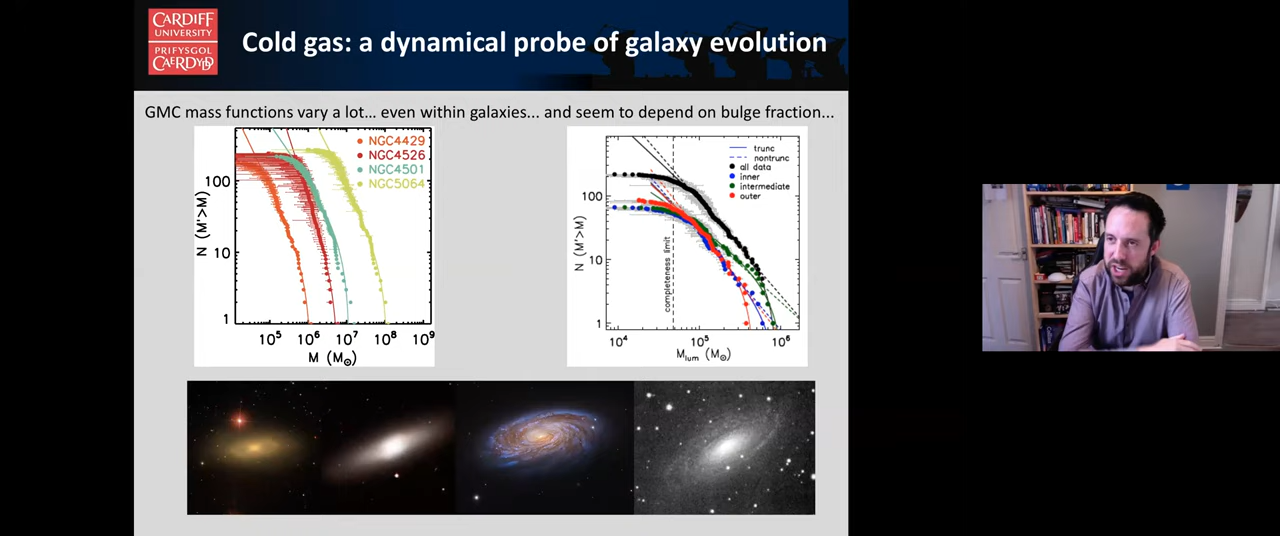 CARDIFF
UNIVERSITY
PRIFYSGOL
CAERDYDD
Cold gas: a dynamical probe of galaxy evolution
GMC mass functions vary a lot... even within galaxies... and seem to depend on bulge fraction...
NGC4429
NGC4526
NGC4501
NGC5064
100
10
1
N (M'>M)
10⁵ 10⁶ 10⁷ 10⁸ 10⁹
M (M☉)
trunc
nontrunc
all data
inner
intermediate
outer
100
10
1
N (M'>M)
completeness limit
10⁴ 10⁵ 10⁶
Mlum (M☉)